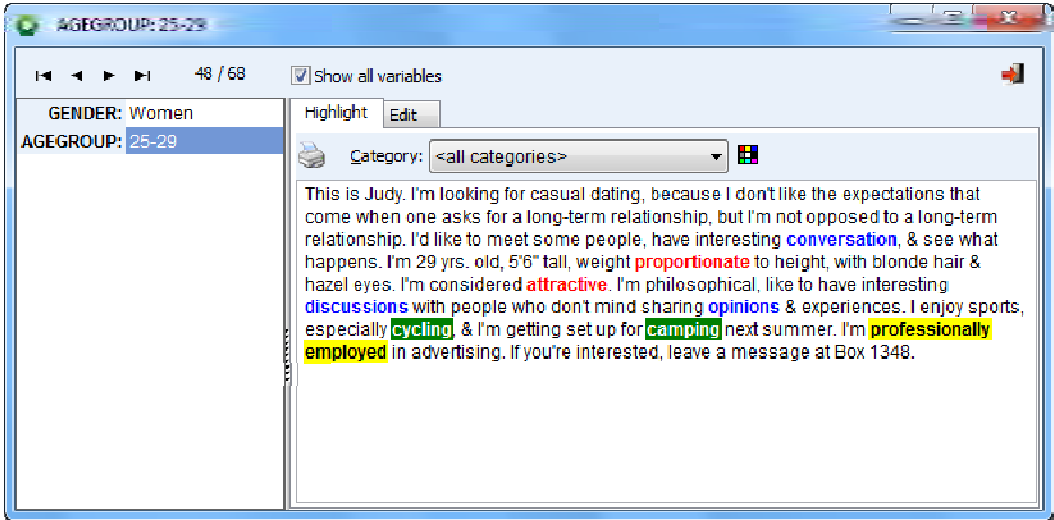 AGEGROUP: 25-29
48 / 68
Show all variables
GENDER: Women
AGEGROUP: 25-29
Highlight
Edit
Category: <all categories>
This is Judy. I'm looking for casual dating, because I don't like the expectations that
come when one asks for a long-term relationship, but I'm not opposed to a long-term
relationship. I'd like to meet some people, have interesting conversation, & see what
happens. I'm 29 yrs. old, 5'6" tall, weight proportionate to height, with blonde hair &
hazel eyes. I'm considered attractive. I'm philosophical, like to have interesting
discussions with people who don't mind sharing opinions & experiences. I enjoy sports,
especially cycling, & I'm getting set up for camping next summer. I'm professionally
employed in advertising. If you're interested, leave a message at Box 1348.